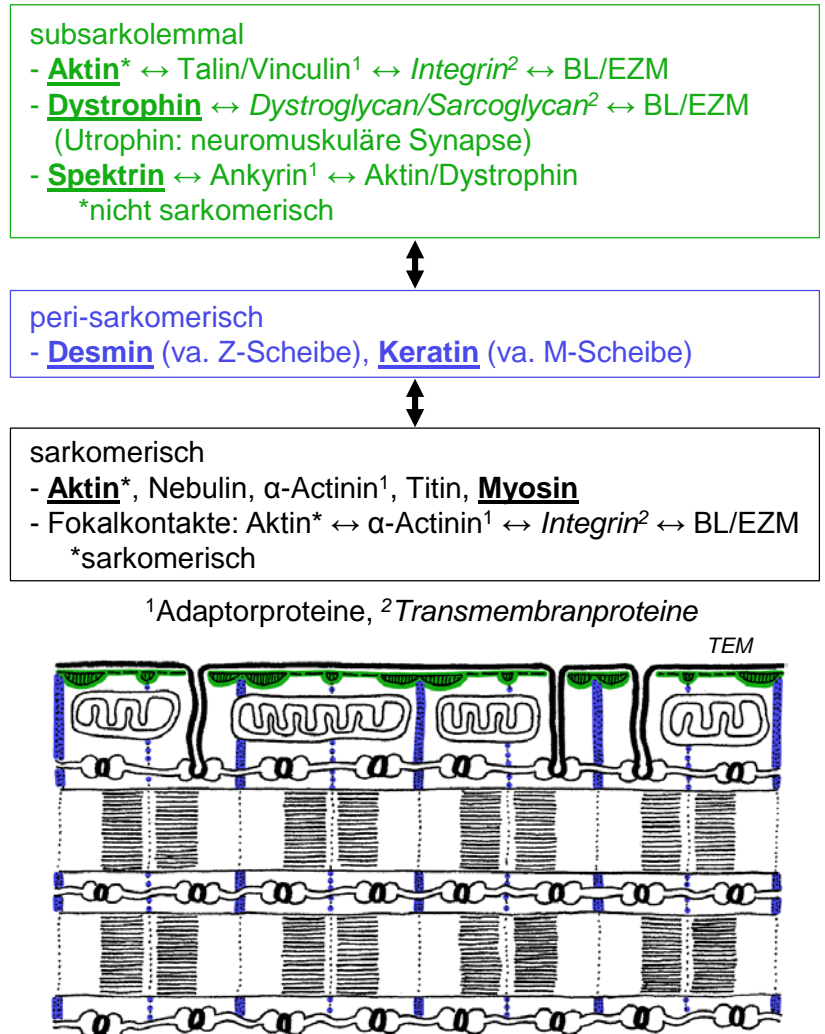 subsarkolemmal
- Aktin* ↔ Talin/Vinculin¹ ↔ Integrin² ↔ BL/EZM
- Dystrophin ↔ Dystroglycan/Sarcoglycan² ↔ BL/EZM
(Utrophin: neuromuskuläre Synapse)
- Spektrin ↔ Ankyrin¹ ↔ Aktin/Dystrophin
*nicht sarkomerisch
peri-sarkomerisch
- Desmin (va. Z-Scheibe), Keratin (va. M-Scheibe)
sarkomerisch
- Aktin*, Nebulin, α-Actinin¹, Titin, Myosin
- Fokalkontakte: Aktin* ↔ α-Actinin¹ ↔ Integrin² ↔ BL/EZM
*sarkomerisch
¹Adaptorproteine, ²Transmembranproteine
TEM